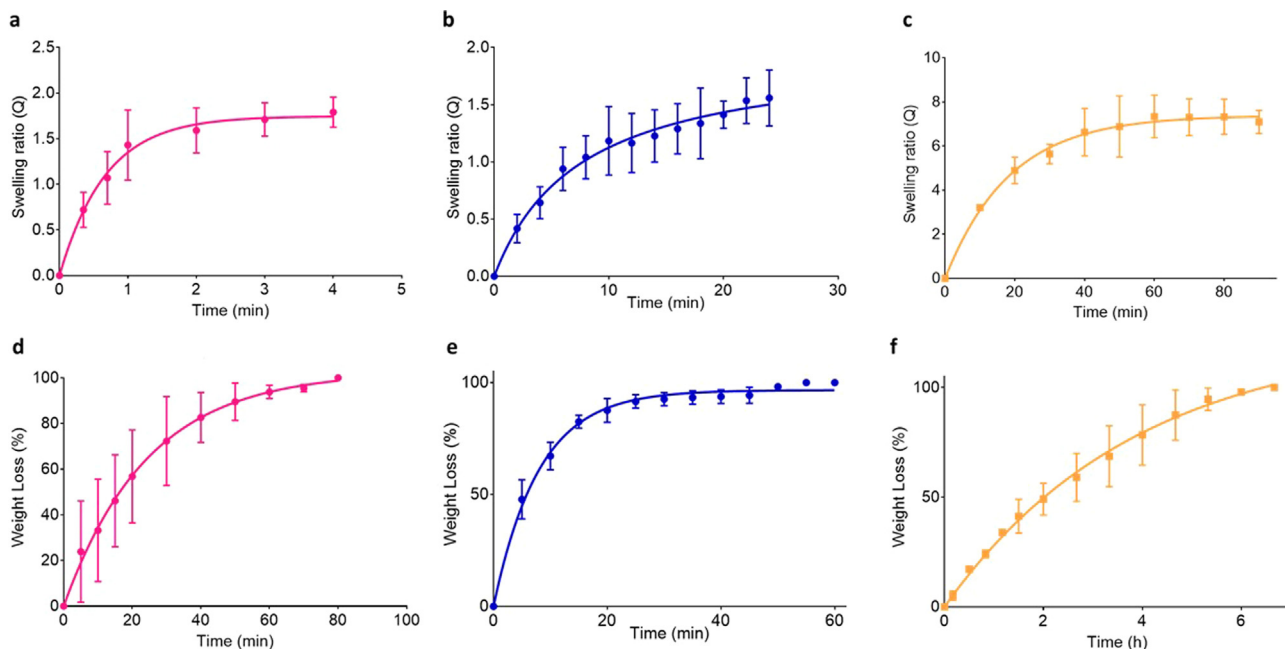 a
Swelling ratio (Q)
2.5
2.0
1.5
1.0
0.5
0.0
0 1 2 3 4 5
Time (min)
b
Swelling ratio (Q)
2.0
1.5
1.0
0.5
0.0
0 10 20 30
Time (min)
c
Swelling ratio (Q)
10
8
6
4
2
0
0 20 40 60 80
Time (min)
d
Weight Loss (%)
100
80
60
40
20
0
0 20 40 60 80 100
Time (min)
e
Weight Loss (%)
100
50
0
0 20 40 60
Time (min)
f
Weight Loss (%)
100
50
0
0 2 4 6
Time (h)